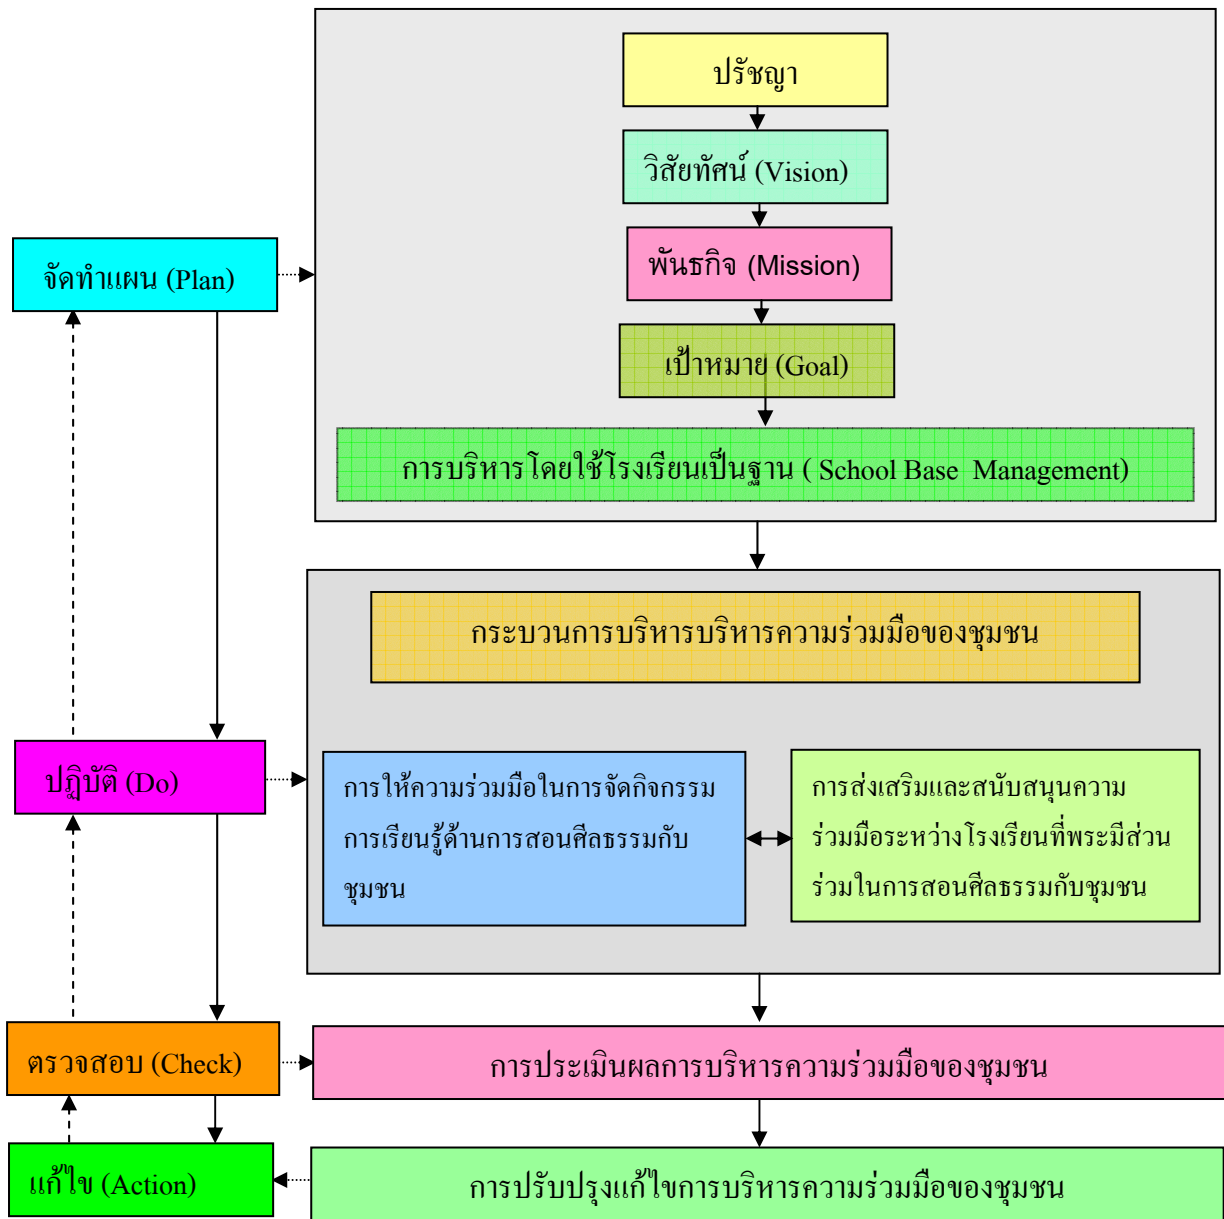 ปรัชญา
วิสัยทัศน์ (Vision)
พันธกิจ (Mission)
จัดทำแผน (Plan)
เป้าหมาย (Goal)
การบริหารโดยใช้โรงเรียนเป็นฐาน ( School Base Management)
กระบวนการบริหารบริหารความร่วมมือของชุมชน
ปฏิบัติ (Do)
การให้ความร่วมมือในการจัดกิจกรรม
การเรียนรู้ด้านการสอนศีลธรรมกับ
ชุมชน
การส่งเสริมและสนับสนุนความ
ร่วมมือระหว่างโรงเรียนที่พระมีส่วน
ร่วมในการสอนศีลธรรมกับชุมชน
ตรวจสอบ (Check)
การประเมินผลการบริหารความร่วมมือของชุมชน
แก้ไข (Action)
การปรับปรุงแก้ไขการบริหารความร่วมมือของชุมชน